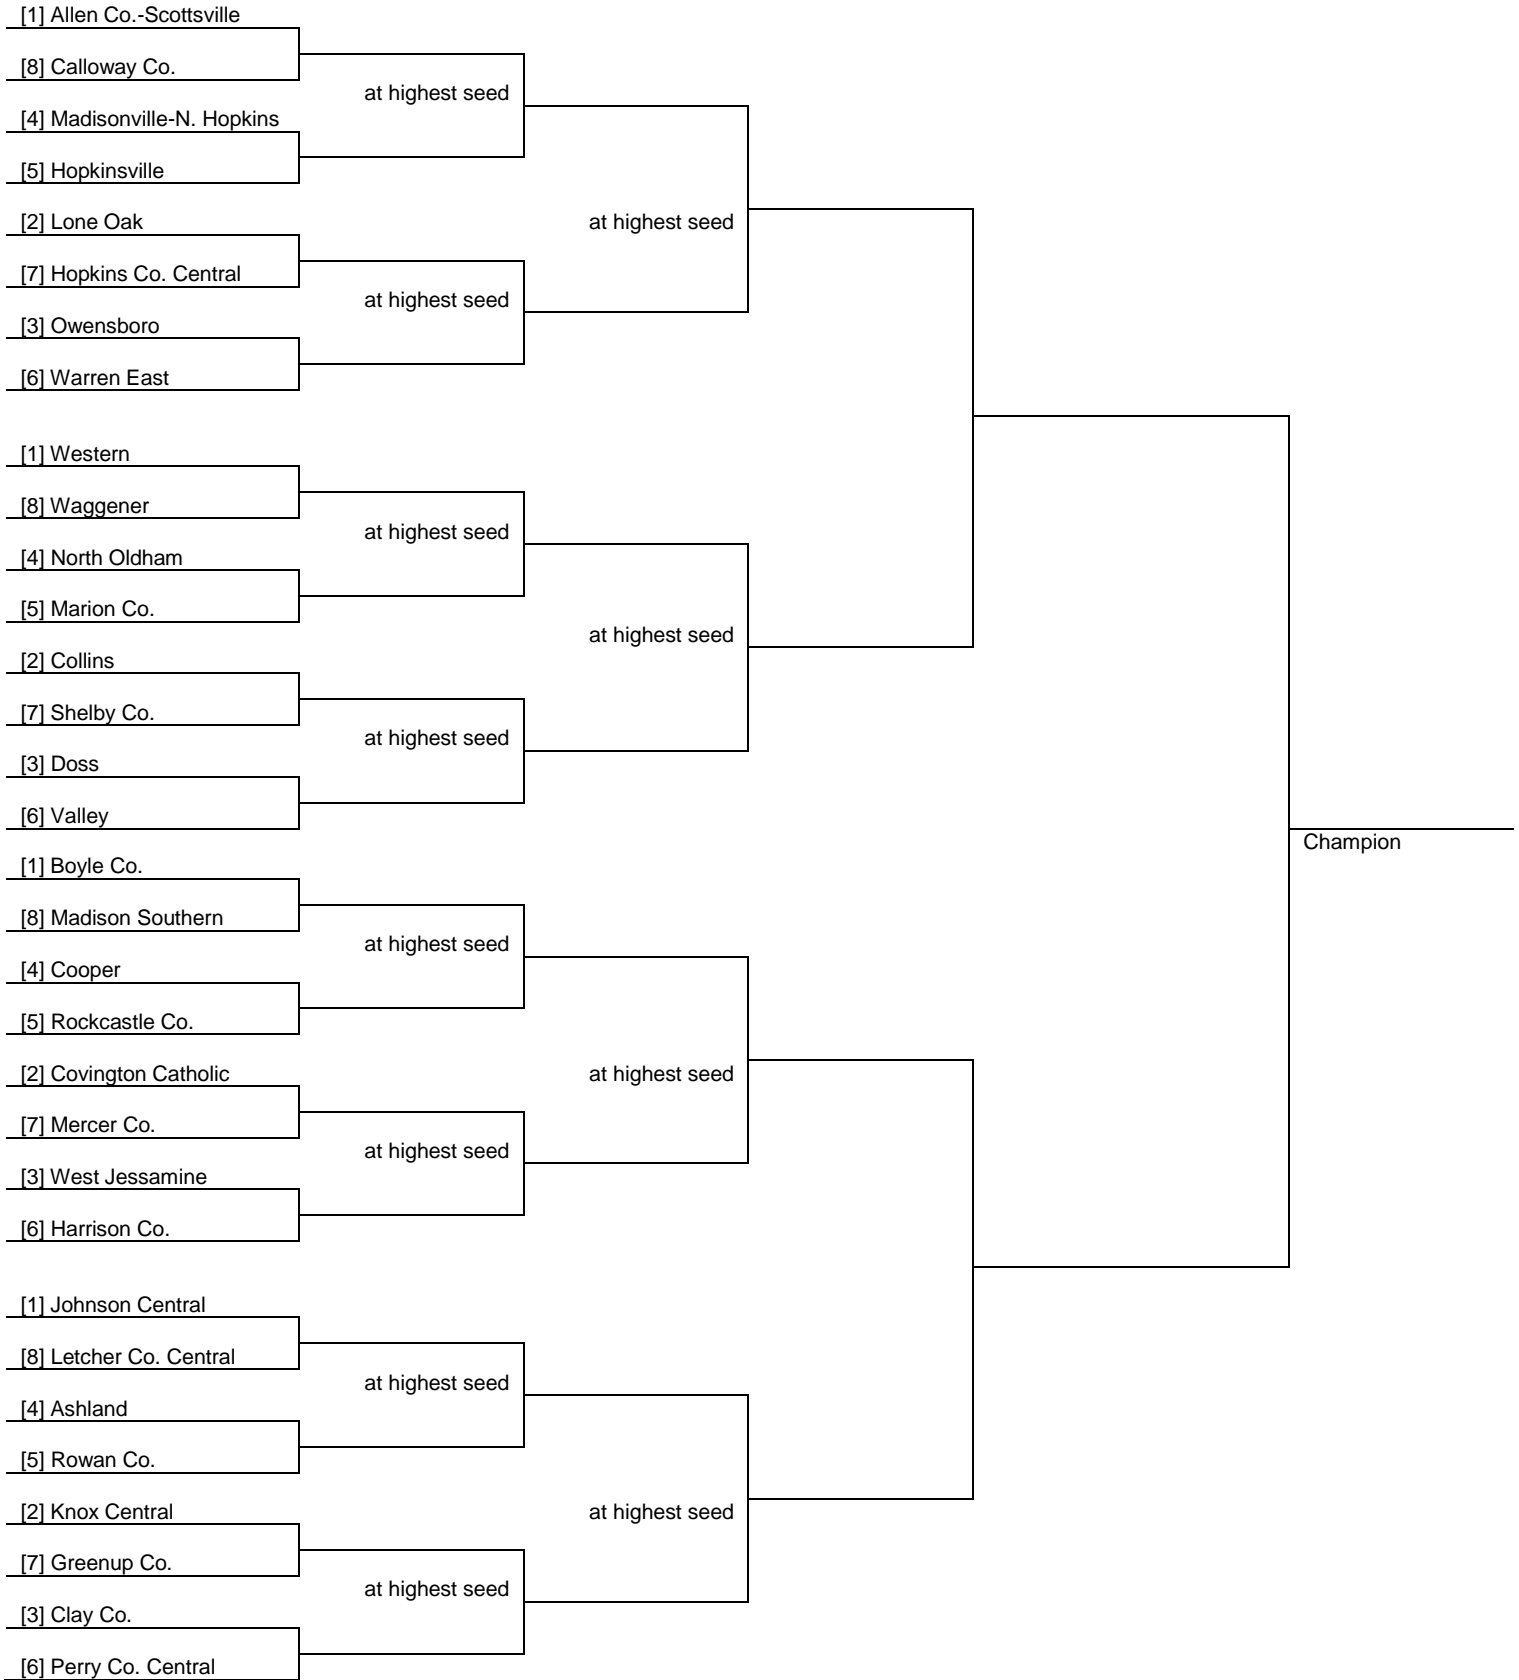 [1] Allen Co.-Scottsville
[8] Calloway Co.
at highest seed
[4] Madisonville-N. Hopkins
[5] Hopkinsville
[2] Lone Oak
at highest seed
[7] Hopkins Co. Central
at highest seed
[3] Owensboro
[6] Warren East
[1] Western
[8] Waggener
at highest seed
[4] North Oldham
[5] Marion Co.
at highest seed
[2] Collins
[7] Shelby Co.
at highest seed
[3] Doss
[6] Valley
Champion
[1] Boyle Co.
[8] Madison Southern
at highest seed
[4] Cooper
[5] Rockcastle Co.
[2] Covington Catholic
at highest seed
[7] Mercer Co.
at highest seed
[3] West Jessamine
[6] Harrison Co.
[1] Johnson Central
[8] Letcher Co. Central
at highest seed
[4] Ashland
[5] Rowan Co.
[2] Knox Central
at highest seed
[7] Greenup Co.
at highest seed
[3] Clay Co.
[6] Perry Co. Central